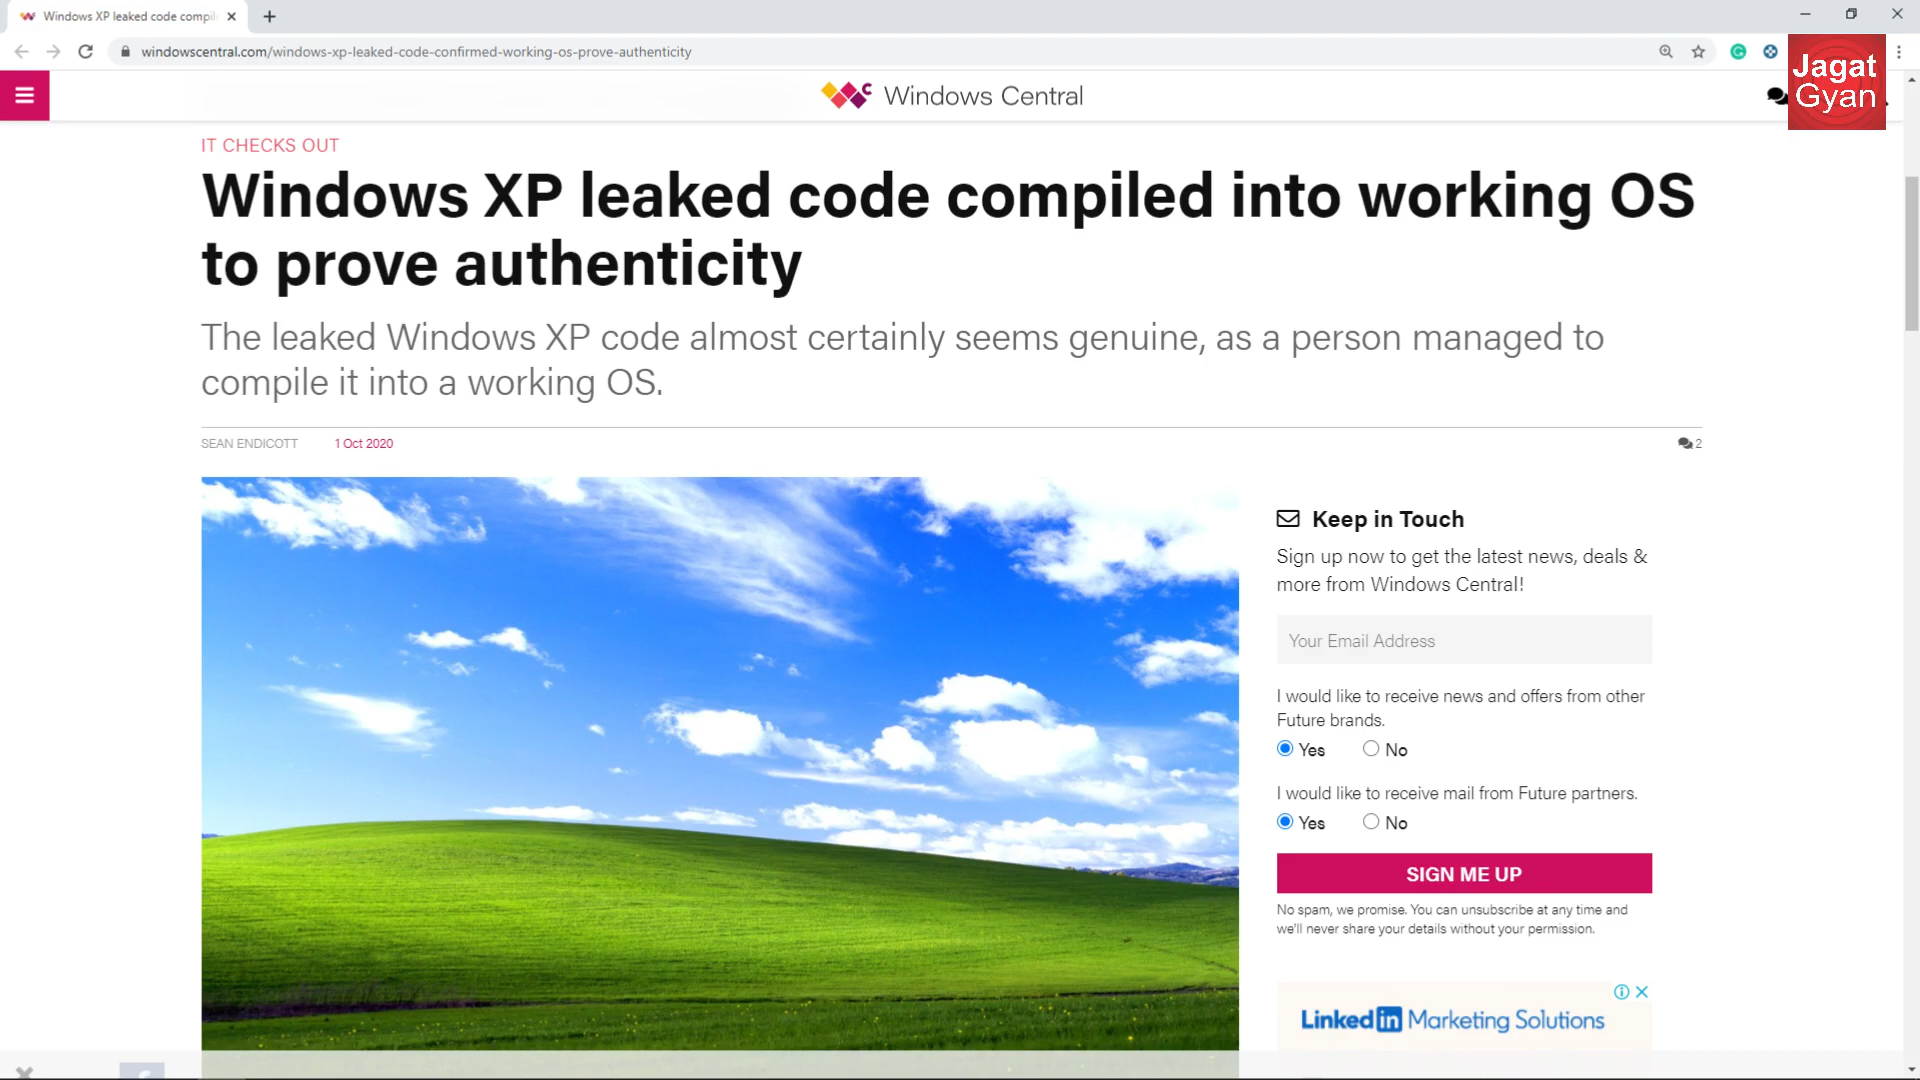 Windows XP leaked code compil
windowscentral.com/windows-xp-leaked-code-confirmed-working-os-prove-authenticity
Jagat
Gyan
Windows Central
IT CHECKS OUT
Windows XP leaked code compiled into working OS
to prove authenticity
The leaked Windows XP code almost certainly seems genuine, as a person managed to
compile it into a working OS.
SEAN ENDICOTT 1 Oct 2020 2
Keep in Touch
Sign up now to get the latest news, deals &
more from Windows Central!
Your Email Address
I would like to receive news and offers from other
Future brands.
Yes No
I would like to receive mail from Future partners.
Yes No
SIGN ME UP
No spam, we promise. You can unsubscribe at any time and
we'll never share your details without your permission.
LinkedIn Marketing Solutions